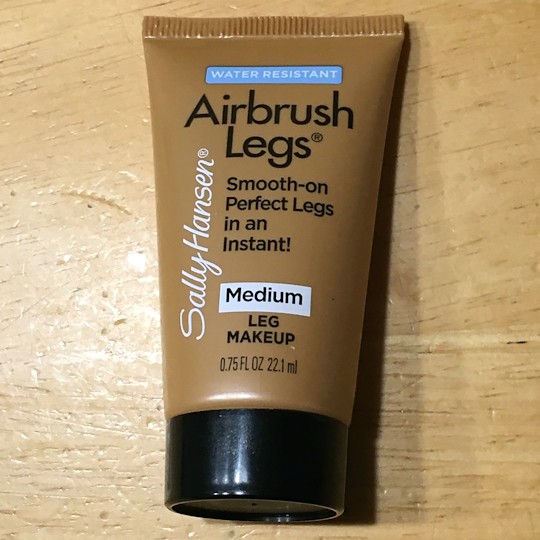 WATER RESISTANT
Airbrush
Legs®
Sally Hansen®
Smooth-on
Perfect Legs
in an
Instant!
Medium
LEG
MAKEUP
0.75 FL OZ 22.1 ml